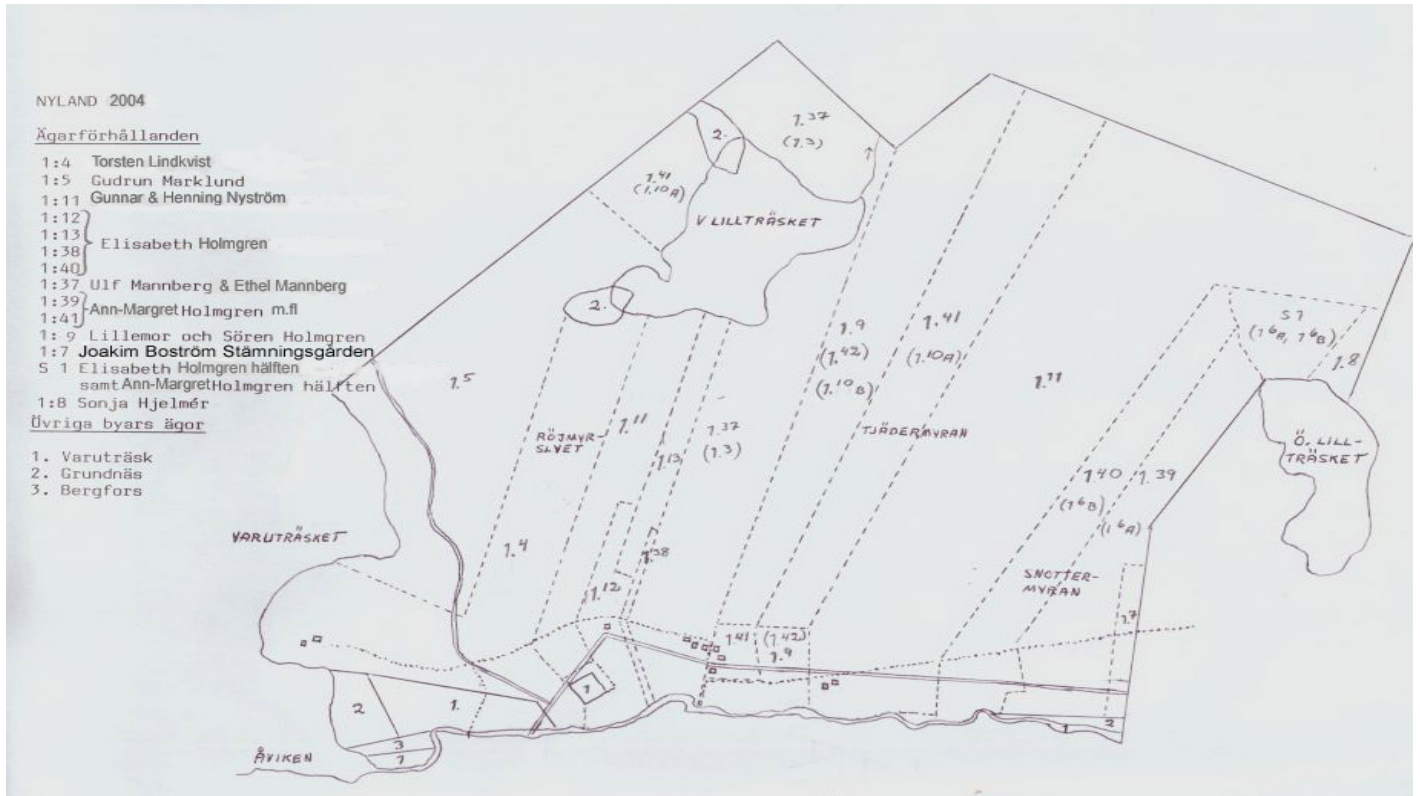 NYLAND 2004
Ägarförhållanden
1:4 Torsten Lindkvist
1:5 Gudrun Marklund
1:11 Gunnar & Henning Nyström
1:12
1:13
1:38
1:40
Elisabeth Holmgren
1:37 Ulf Mannberg & Ethel Mannberg
1:39
1:41
Ann-Margret Holmgren m.fl
1: 9 Lillemor och Sören Holmgren
1:7 Joakim Boström Stämningsgården
S 1 Elisabeth Holmgren hälften
samt Ann-Margret Holmgren hälften
1:8 Sonja Hjelmér
Övriga byars ägor
1. Varuträsk
2. Grundnäs
3. Bergfors
1.37
(1.3)
2.
1.41
(1.10A)
V LILLTRÄSKET
2.
1.5
1.9
(1.42)
(1.10B)
1.41
(1.10A)
1.11
S 1
(1 6A, 1 6B)
1.8
RÖJMYR-
SLYET
1.11
1.13
1.37
(1.3)
TJÄDERMYRAN
Ö. LILL-
TRÄSKET
1.40
(1 6B)
1.39
(1 6A)
VARUTRÄSKET
1.4
1.38
1.12
SNOTTER-
MYRAN
1.7
1.41
(1.42)
1.9
1
2
1.
3
1
1
2
ÅVIKEN